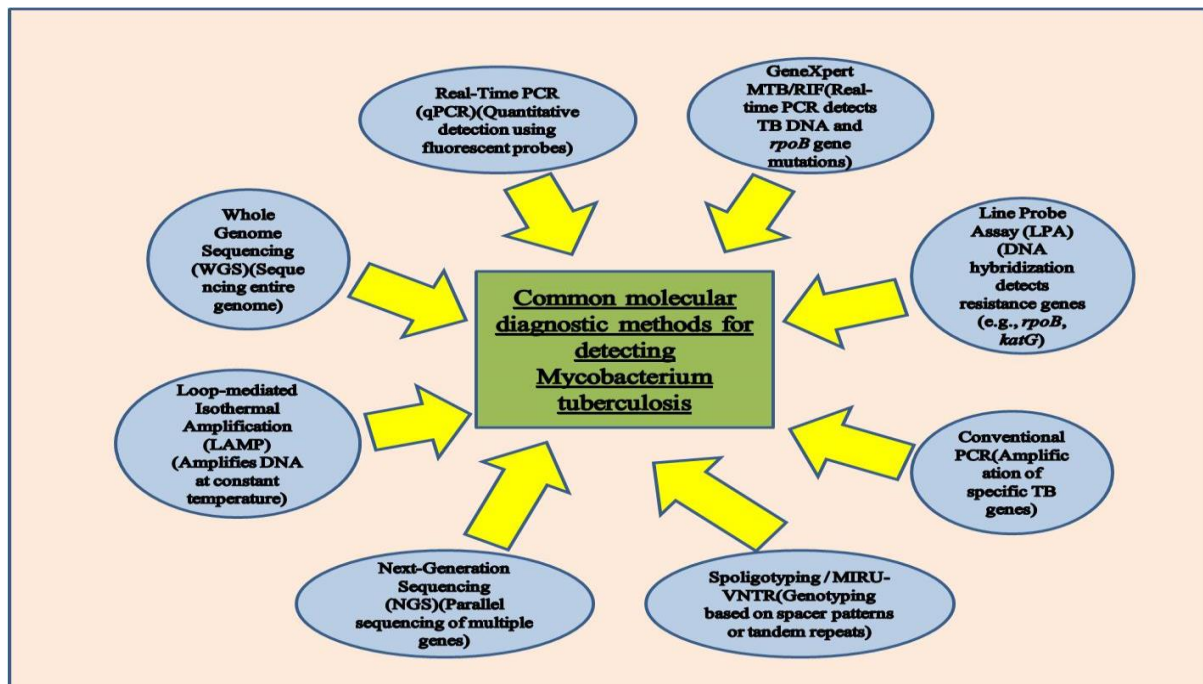 Real-Time PCR
(qPCR)(Quantitative
detection using
fluorescent probes)
GeneXpert
MTB/RIF(Real-
time PCR detects
TB DNA and
rpoB gene
mutations)
Whole
Genome
Sequencing
(WGS)(Seque
ncing entire
genome)
Line Probe
Assay (LPA)
(DNA
hybridization
detects
resistance genes
(e.g., rpoB,
katG)
Common molecular
diagnostic methods for
detecting
Mycobacterium
tuberculosis
Loop-mediated
Isothermal
Amplification
(LAMP)
(Amplifies DNA
at constant
temperature)
Conventional
PCR(Amplific
ation of
specific TB
genes)
Next-Generation
Sequencing
(NGS)(Parallel
sequencing of multiple
genes)
Spoligotyping / MIRU-
VNTR(Genotyping
based on spacer patterns
or tandem repeats)